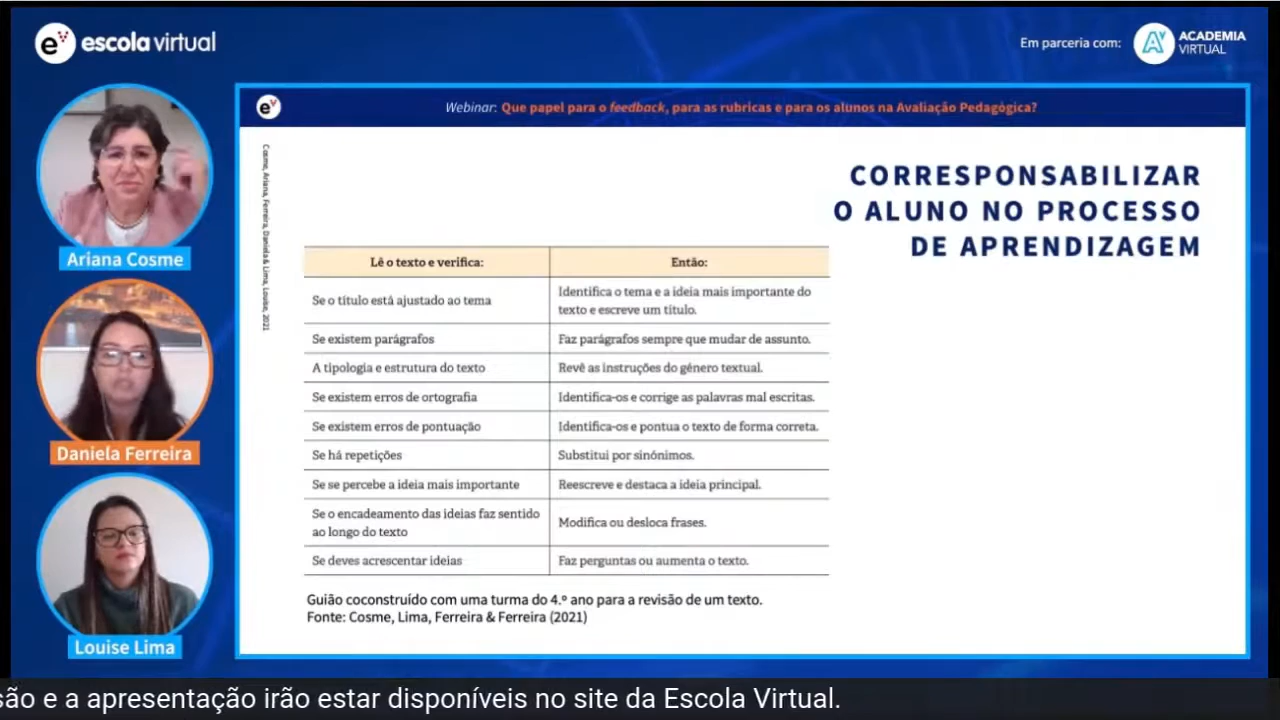 escola virtual
Em parceria com:
ACADEMIA
VIRTUAL
Webinar: Que papel para o feedback, para as rubricas e para os alunos na Avaliação Pedagógica?
Cosme, Ariana, Ferreira, Daniela & Lima, Louise, 2021
CORRESPONSABILIZAR
O ALUNO NO PROCESSO
DE APRENDIZAGEM
Ariana Cosme
Daniela Ferreira
Louise Lima
Lê o texto e verifica: Então:
Se o título está ajustado ao tema
Identifica o tema e a ideia mais importante do
texto e escreve um título.
Se existem parágrafos Faz parágrafos sempre que mudar de assunto.
A tipologia e estrutura do texto Revê as instruções do género textual.
Se existem erros de ortografia Identifica-os e corrige as palavras mal escritas.
Se existem erros de pontuação Identifica-os e pontua o texto de forma correta.
Se há repetições Substitui por sinónimos.
Se se percebe a ideia mais importante Reescreve e destaca a ideia principal.
Se o encadeamento das ideias faz sentido
ao longo do texto
Modifica ou desloca frases.
Se deves acrescentar ideias Faz perguntas ou aumenta o texto.
Guião coconstruído com uma turma do 4.º ano para a revisão de um texto.
Fonte: Cosme, Lima, Ferreira & Ferreira (2021)
são e a apresentação irão estar disponíveis no site da Escola Virtual.